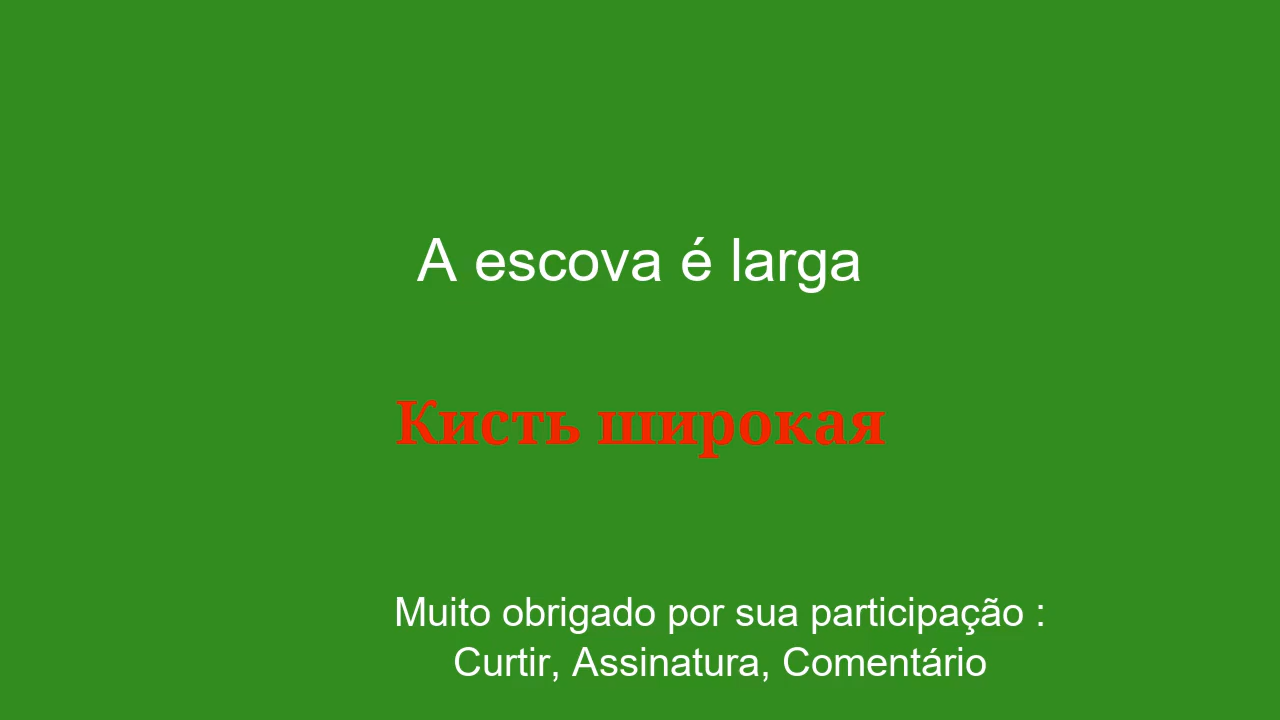 A escova é larga
Кисть широкая
Muito obrigado por sua participação :
Curtir, Assinatura, Comentário